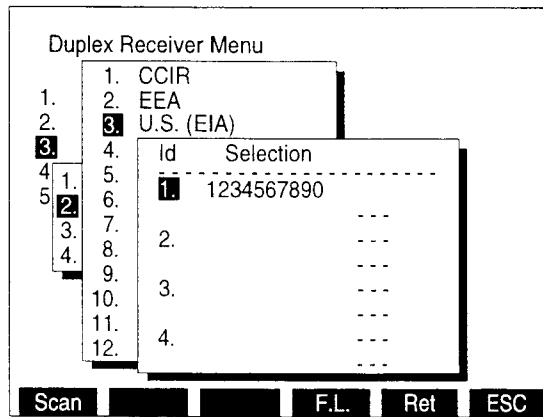 Duplex Receiver Menu
1.
2.
3.
4
5
1.
2.
3.
4.
1. CCIR
2. EEA
3. U.S. (EIA)
4.
5.
6.
7.
8.
9.
10.
11.
12.
Id Selection
- - - - - - - - - - - - - - - - - - - - - - -
1. 1234567890
- - -
2. - - -
3. - - -
- - -
4.
- - -
- - -
Scan F.L. Ret ESC